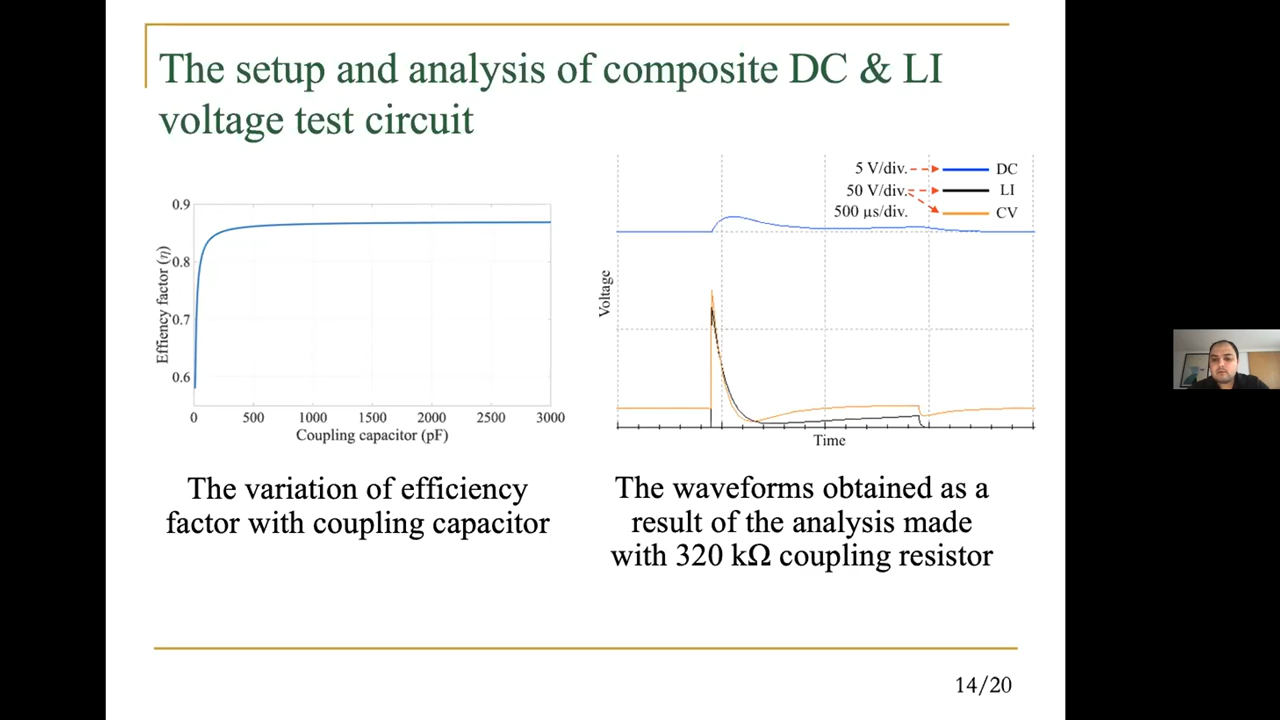 The setup and analysis of composite DC & LI
voltage test circuit
0.9
0.8
0.7
0.6
Effiency factor (η)
0
500
1000
1500
2000
2500
3000
Coupling capacitor (pF)
5 V/div.
DC
50 V/div.
LI
500 µs/div.
CV
Voltage
Time
The variation of efficiency
factor with coupling capacitor
The waveforms obtained as a
result of the analysis made
with 320 kΩ coupling resistor
14/20